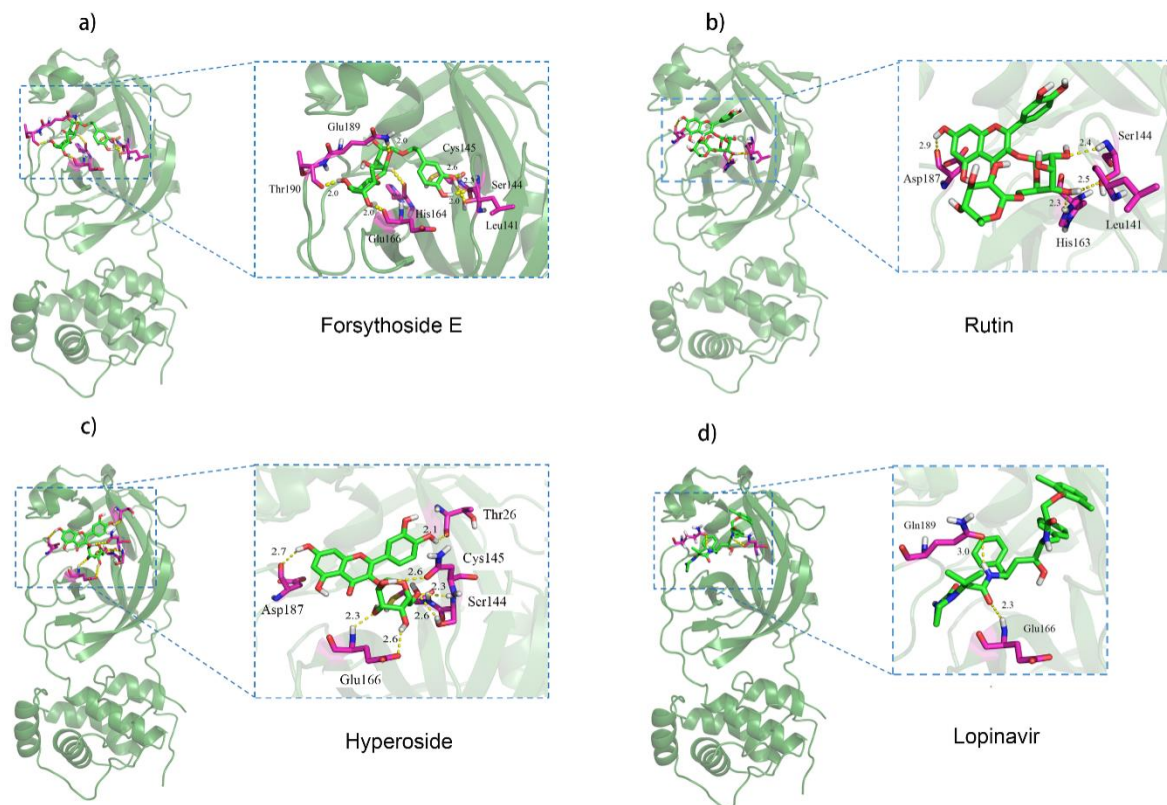 a)
Glu189
2.0
Cys145
2.6
2.5
Ser144
Thr190
2.0
2.0
His164
2.0
Leu141
Glu166
Forsythoside E
b)
2.9
2.4
Ser144
Asp187
2.5
2.3
Leu141
His163
Rutin
c)
Thr26
2.1
2.7
Cys145
2.6
2.3
Asp187
Ser144
2.3
2.6
2.6
Glu166
Hyperoside
d)
Gln189
3.0
2.3
Glu166
Lopinavir